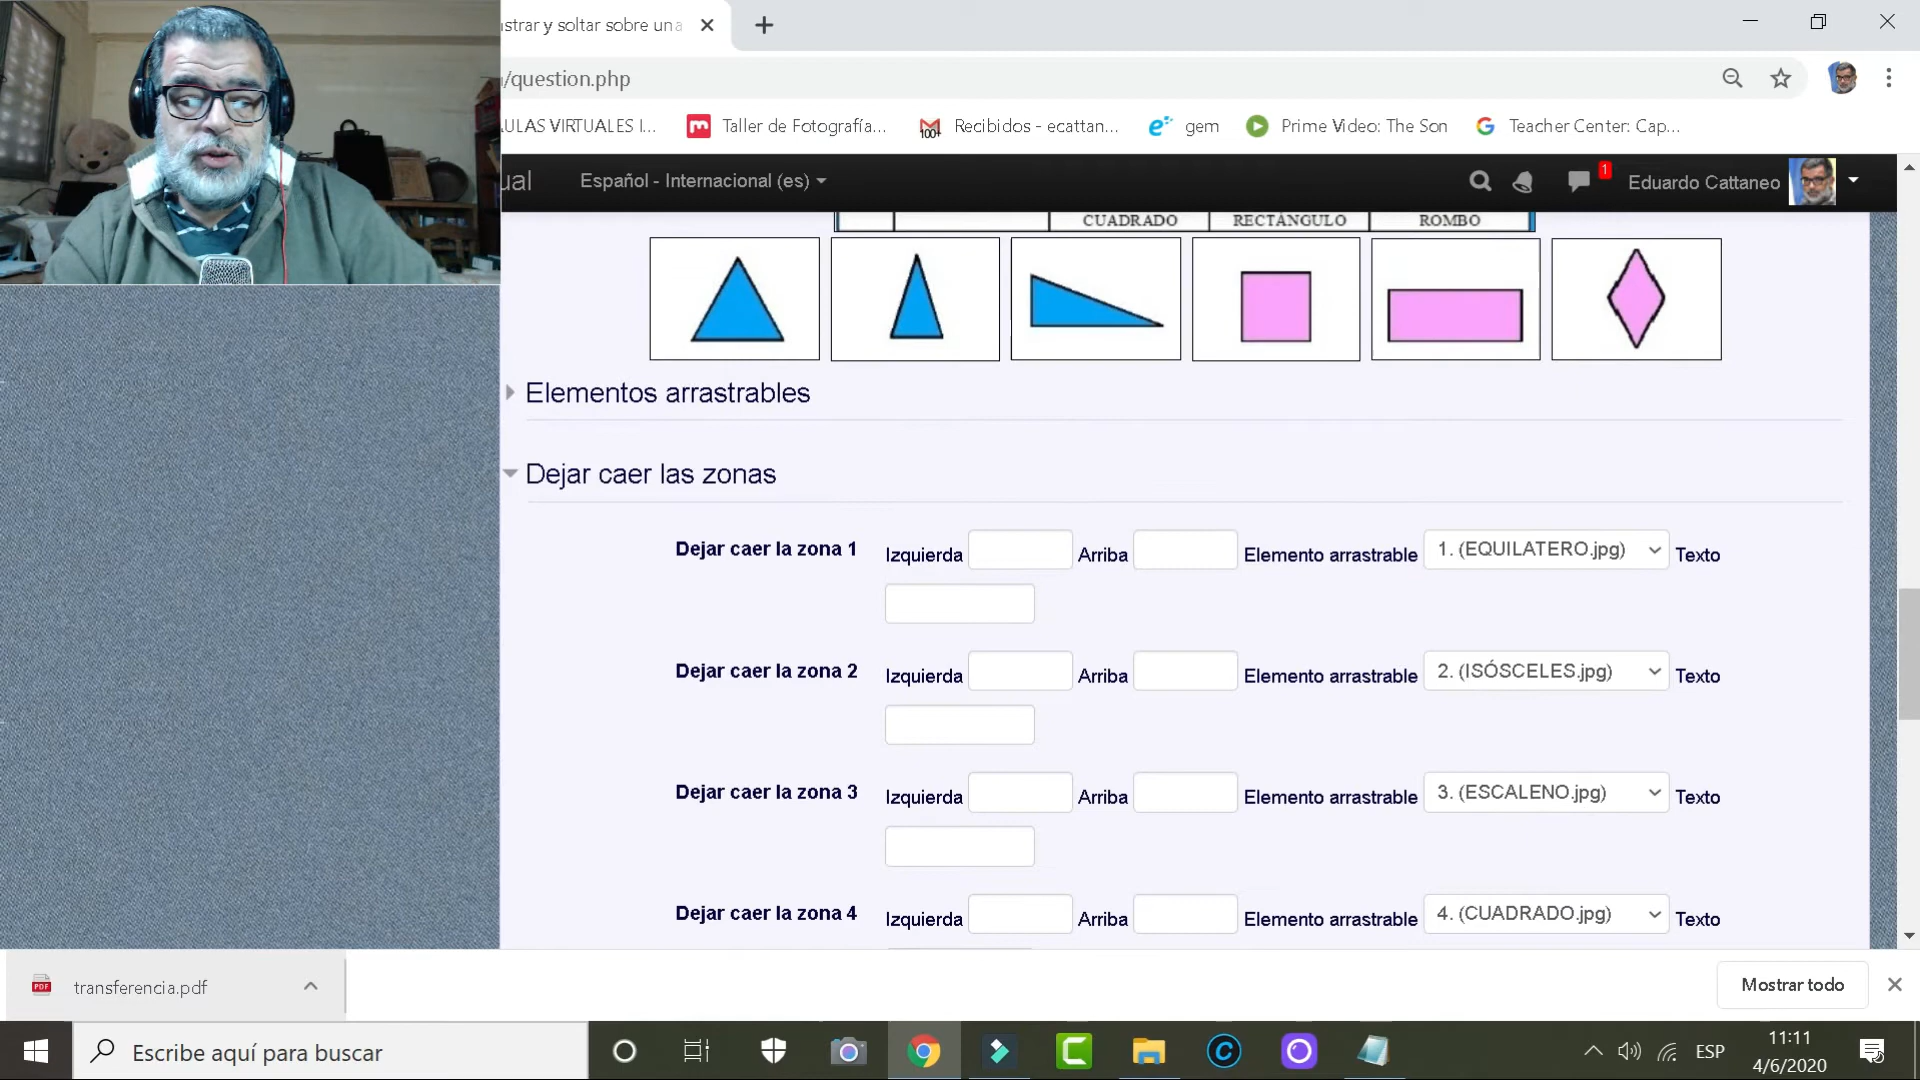 strar y soltar sobre una
/question.php
AULAS VIRTUALES I...
Taller de Fotografía...
100+
Recibidos - ecattan...
gem
Prime Video: The Son
Teacher Center: Cap...
ual
Español - Internacional (es)
1
Eduardo Cattaneo
CUADRADO RECTÁNGULO ROMBO
Elementos arrastrables
Dejar caer las zonas
Dejar caer la zona 1 Izquierda Arriba Elemento arrastrable 1. (EQUILATERO.jpg) Texto
Dejar caer la zona 2 Izquierda Arriba Elemento arrastrable 2. (ISÓSCELES.jpg) Texto
Dejar caer la zona 3 Izquierda Arriba Elemento arrastrable 3. (ESCALENO.jpg) Texto
Dejar caer la zona 4 Izquierda Arriba Elemento arrastrable 4. (CUADRADO.jpg) Texto
PDF
transferencia.pdf
Mostrar todo
Escribe aquí para buscar
ESP
11:11
4/6/2020